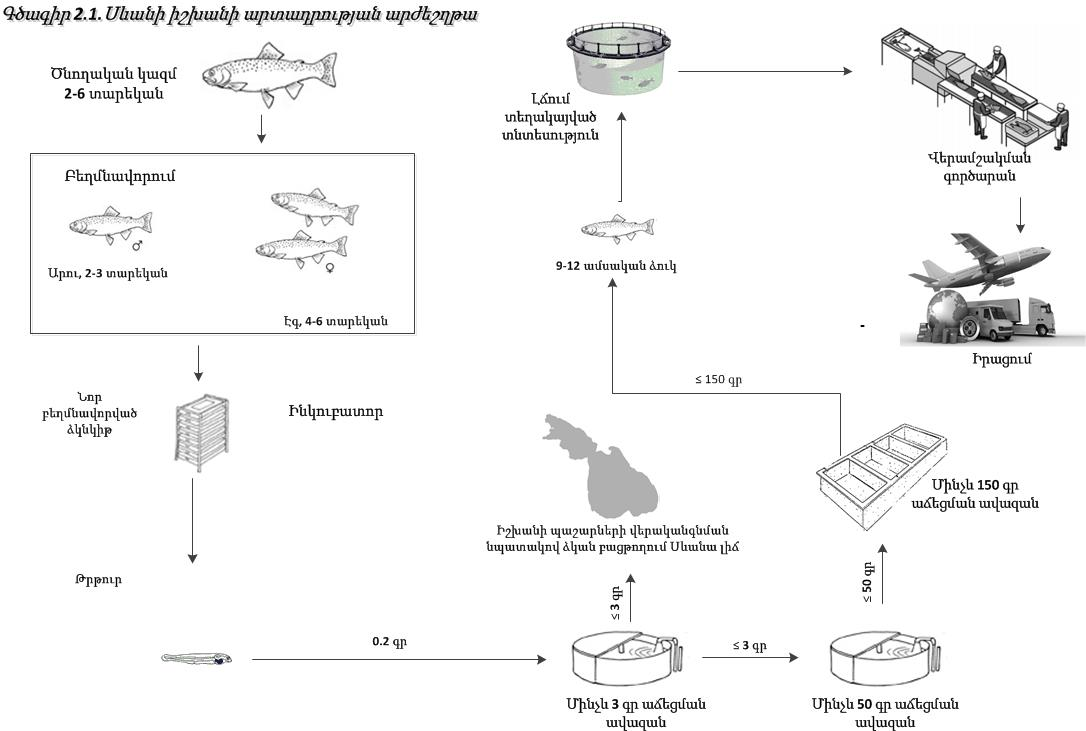 Գծագիր 2.1. Սևանի իշխանի արտադրության արժեշղթա
Ծնողական կազմ
2-6 տարեկան
Բեղմնավորում
♂
Արու, 2-3 տարեկան
♀
Էգ, 4-6 տարեկան
Նոր
բեղմնավորված
ձկնկիթ
Ինկուբատոր
Թրթուր
0.2 գր
Մինչև 3 գր աճեցման
ավազան
≤ 3 գր
Իշխանի պաշարների վերականգնման
նպատակով ձկան բացթողում Սևանա լիճ
≤ 3 գր
Մինչև 50 գր աճեցման
ավազան
≤ 50 գր
Մինչև 150 գր
աճեցման ավազան
≤ 150 գր
9-12 ամսական ձուկ
Լճում
տեղակայված
տնտեսություն
Վերամշակման
գործարան
-
Իրացում